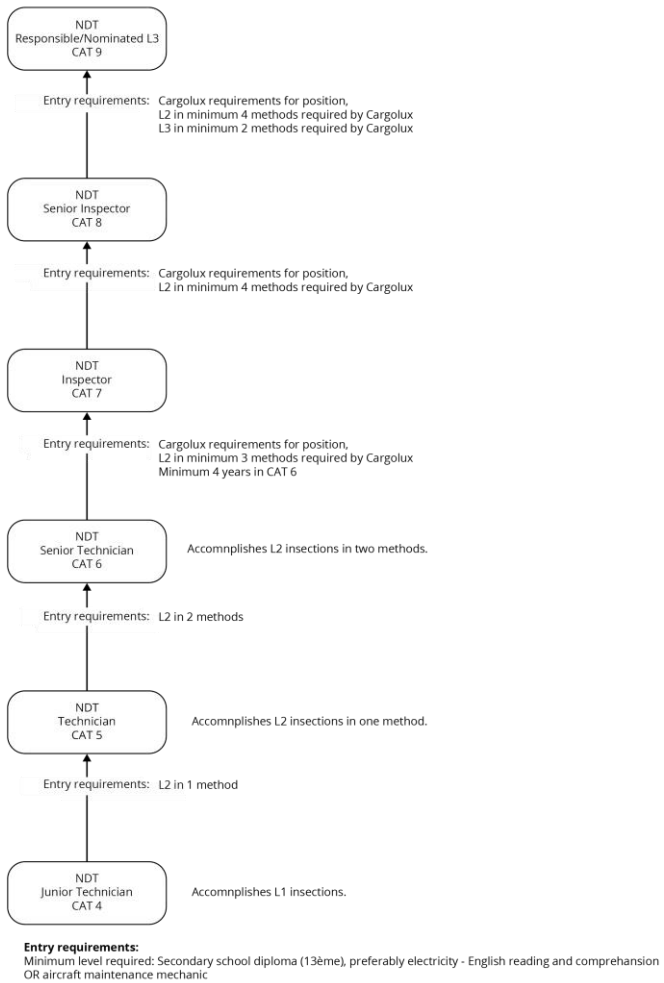 NDT
Responsible/Nominated L3
CAT 9
Entry requirements: Cargolux requirements for position,
L2 in minimum 4 methods required by Cargolux
L3 in minimum 2 methods required by Cargolux
NDT
Senior Inspector
CAT 8
Entry requirements: Cargolux requirements for position,
L2 in minimum 4 methods required by Cargolux
NDT
Inspector
CAT 7
Entry requirements: Cargolux requirements for position,
L2 in minimum 3 methods required by Cargolux
Minimum 4 years in CAT 6
NDT
Senior Technician
CAT 6
Accomnplishes L2 insections in two methods.
Entry requirements: L2 in 2 methods
NDT
Technician
CAT 5
Accomnplishes L2 insections in one method.
Entry requirements: L2 in 1 method
NDT
Junior Technician
CAT 4
Accomnplishes L1 insections.
Entry requirements:
Minimum level required: Secondary school diploma (13ème), preferably electricity - English reading and comprehansion
OR aircraft maintenance mechanic